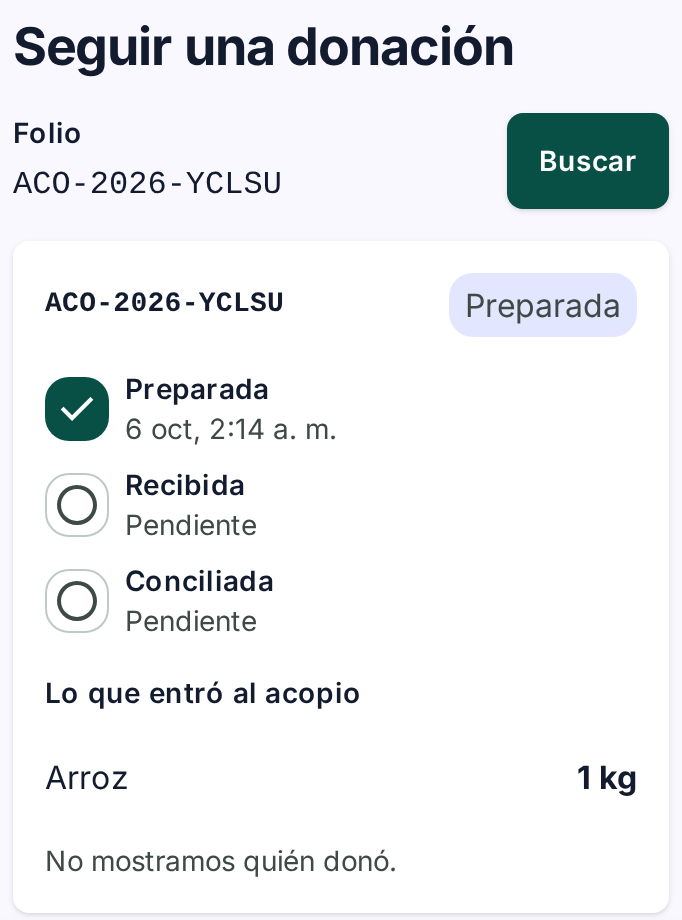 Seguir una donación
Folio
ACO-2026-YCLSU
Buscar
ACO-2026-YCLSU
Preparada
Preparada
6 oct, 2:14 a. m.
Recibida
Pendiente
Conciliada
Pendiente
Lo que entró al acopio
Arroz
1 kg
No mostramos quién donó.